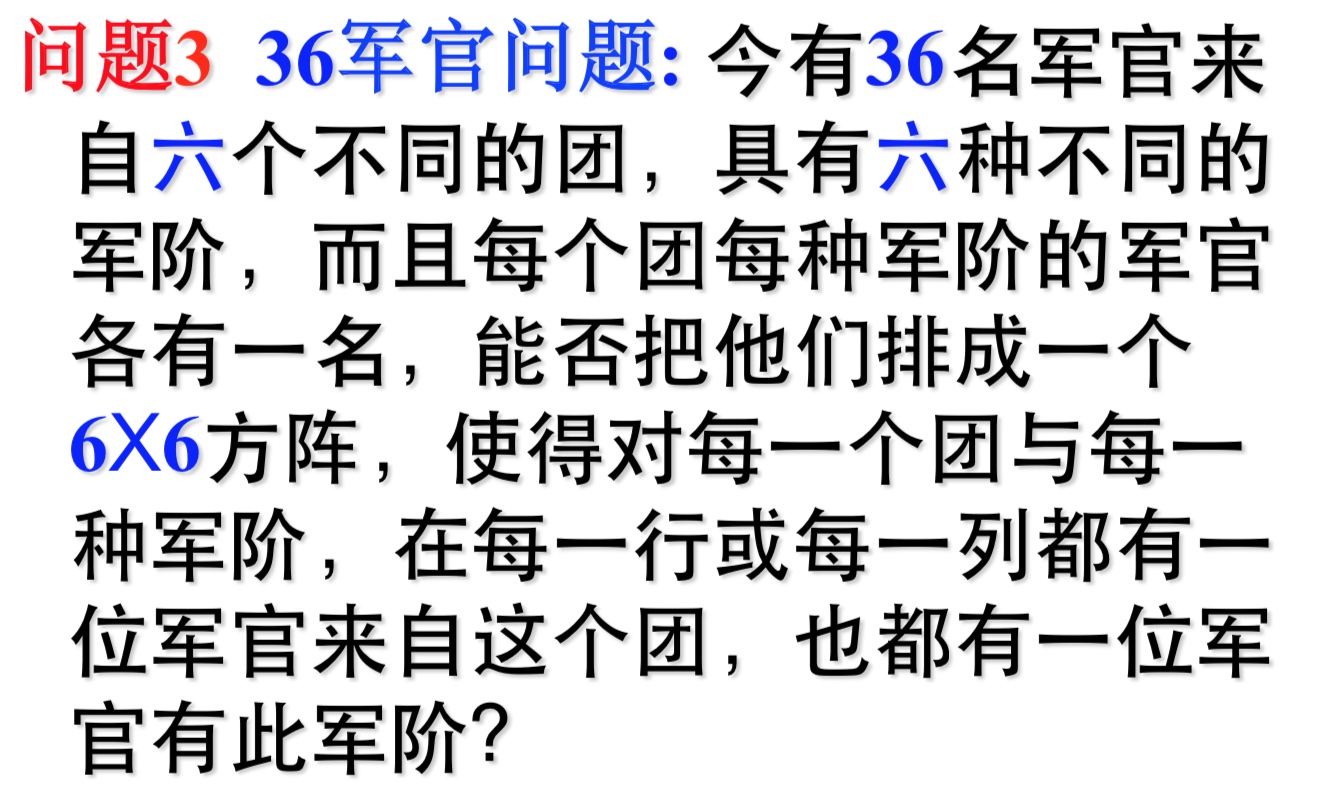 问题3 36军官问题: 今有36名军官来
自六个不同的团，具有六种不同的
军阶，而且每个团每种军阶的军官
各有一名，能否把他们排成一个
6X6方阵，使得对每一个团与每一
种军阶，在每一行或每一列都有一
位军官来自这个团，也都有一位军
官有此军阶?